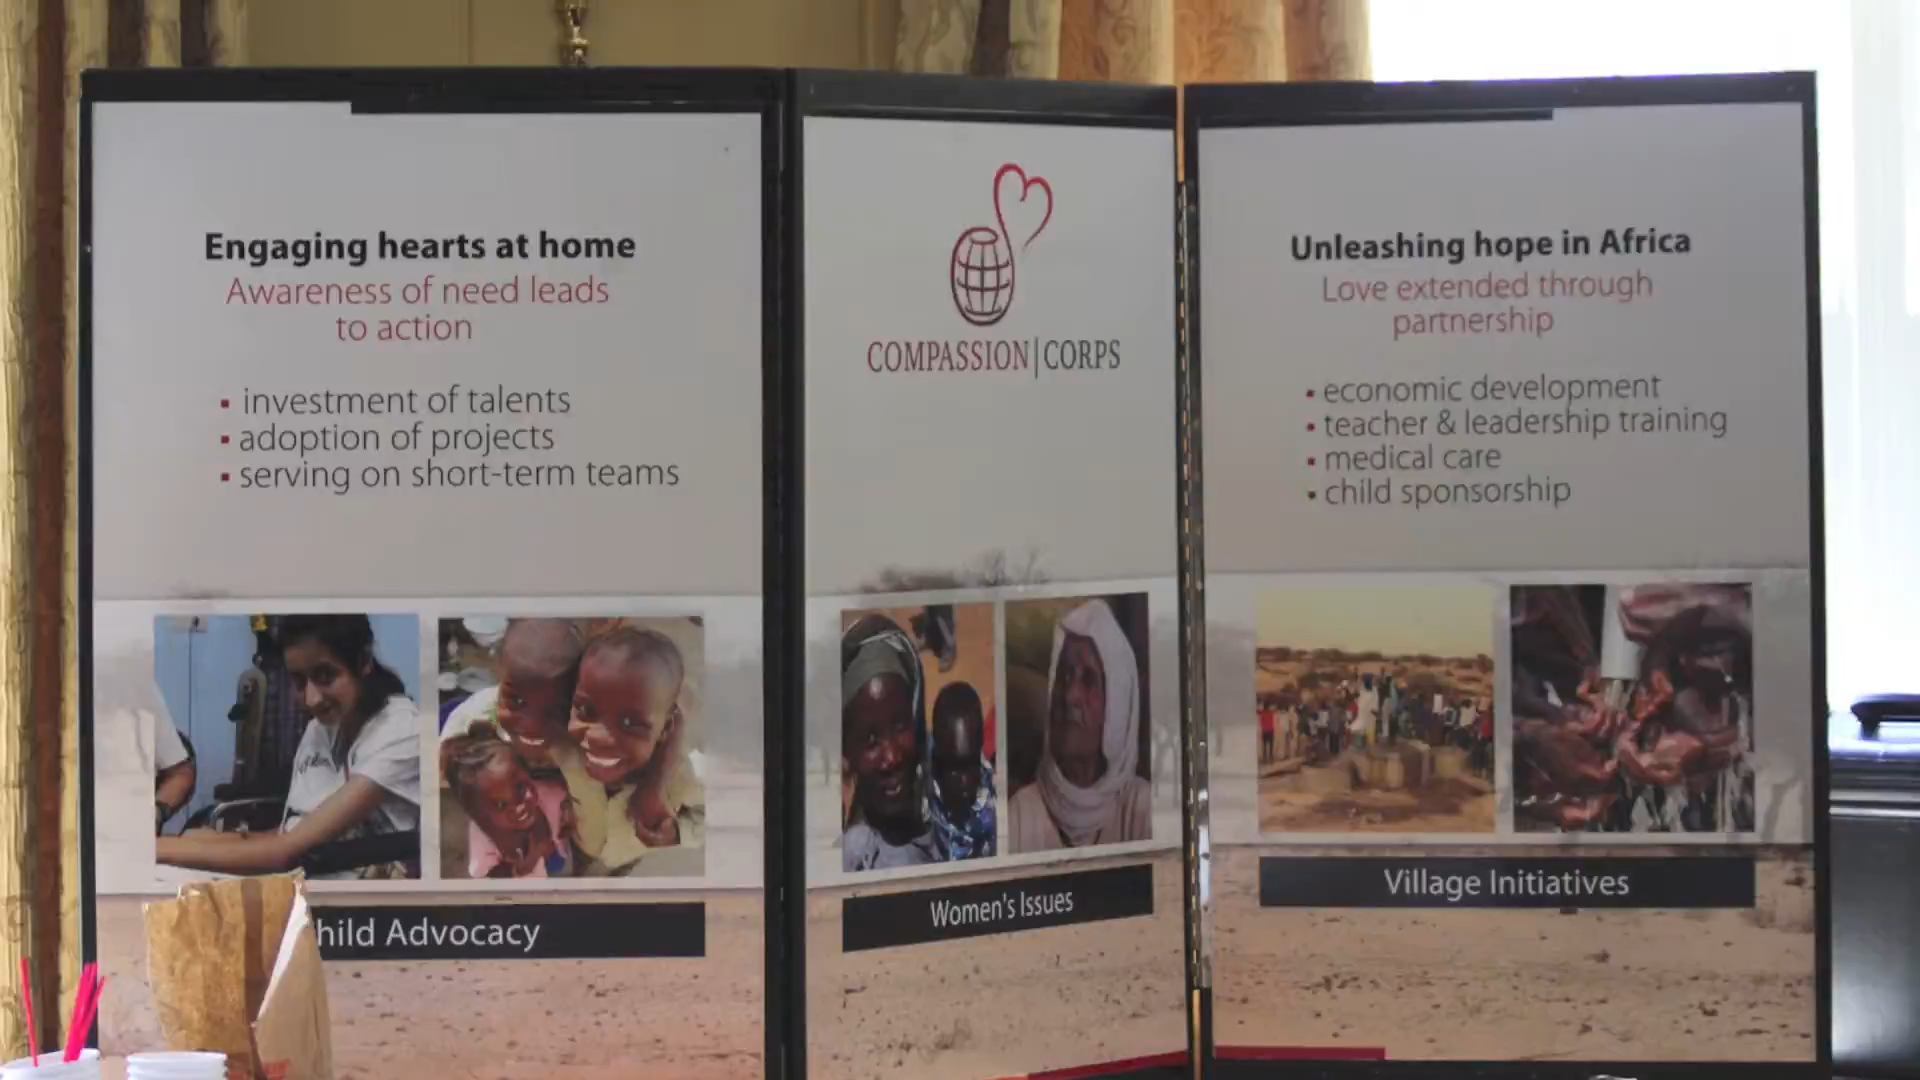 Engaging hearts at home
Awareness of need leads
to action
▪ investment of talents
▪ adoption of projects
▪ serving on short-term teams
hild Advocacy
COMPASSION|CORPS
Women's Issues
Unleashing hope in Africa
Love extended through
partnership
▪ economic development
▪ teacher & leadership training
▪ medical care
▪ child sponsorship
Village Initiatives